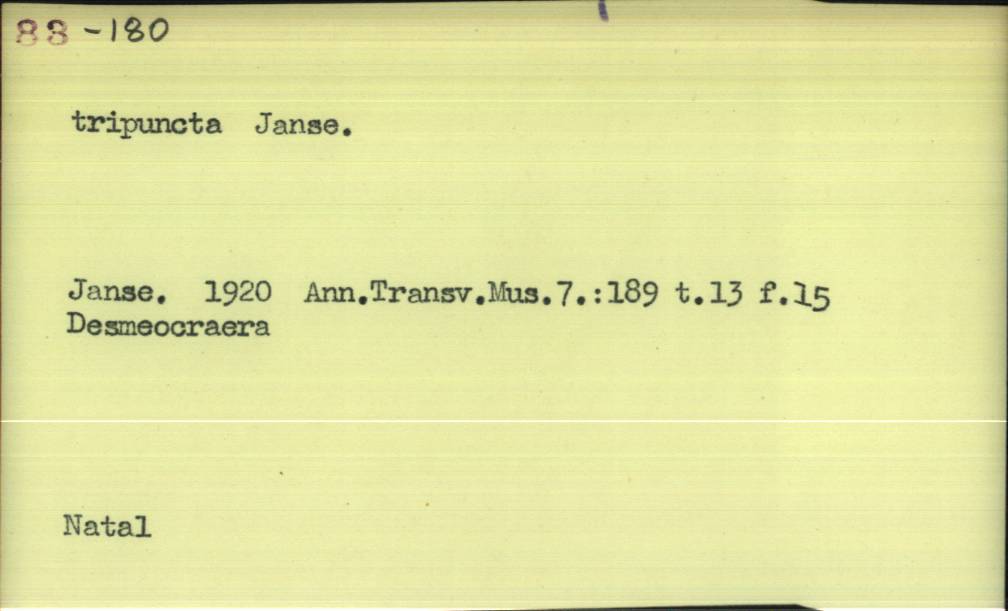 88 -180
tripuncta Janse.
Janse. 1920 Ann.Transv.Mus.7.:189 t.13 f.15
Desmeocraera
Natal